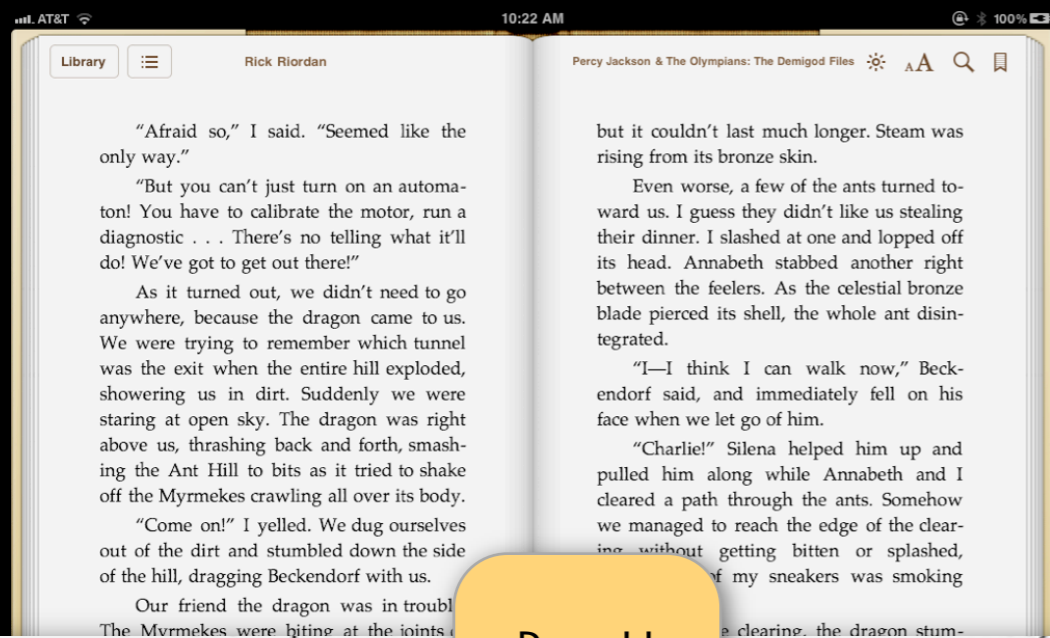 AT&T
10:22 AM
100%
Library
Rick Riordan
Percy Jackson & The Olympians: The Demigod Files
AA
“Afraid so,” I said. “Seemed like the
only way.”
“But you can’t just turn on an automa-
ton! You have to calibrate the motor, run a
diagnostic . . . There’s no telling what it’ll
do! We’ve got to get out there!”
As it turned out, we didn’t need to go
anywhere, because the dragon came to us.
We were trying to remember which tunnel
was the exit when the entire hill exploded,
showering us in dirt. Suddenly we were
staring at open sky. The dragon was right
above us, thrashing back and forth, smash-
ing the Ant Hill to bits as it tried to shake
off the Myrmekes crawling all over its body.
“Come on!” I yelled. We dug ourselves
out of the dirt and stumbled down the side
of the hill, dragging Beckendorf with us.
Our friend the dragon was in
The Myrmekes were biting at the joints
but it couldn’t last much longer. Steam was
rising from its bronze skin.
Even worse, a few of the ants turned to-
ward us. I guess they didn’t like us stealing
their dinner. I slashed at one and lopped off
its head. Annabeth stabbed another right
between the feelers. As the celestial bronze
blade pierced its shell, the whole ant disin-
tegrated.
“I—I think I can walk now,” Beck-
endorf said, and immediately fell on his
face when we let go of him.
“Charlie!” Silena helped him up and
pulled him along while Annabeth and I
cleared a path through the ants. Somehow
we managed to reach the edge of the clear-
ing without getting bitten or splashed,
of my sneakers was smoking
clearing, the dragon stum-